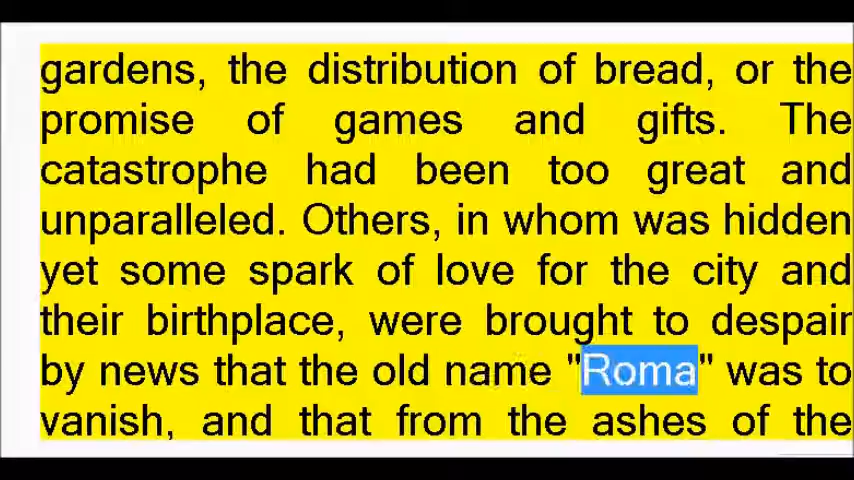 gardens, the distribution of bread, or the
promise of games and gifts. The
catastrophe had been too great and
unparalleled. Others, in whom was hidden
yet some spark of love for the city and
their birthplace, were brought to despair
by news that the old name "Roma" was to
vanish, and that from the ashes of the